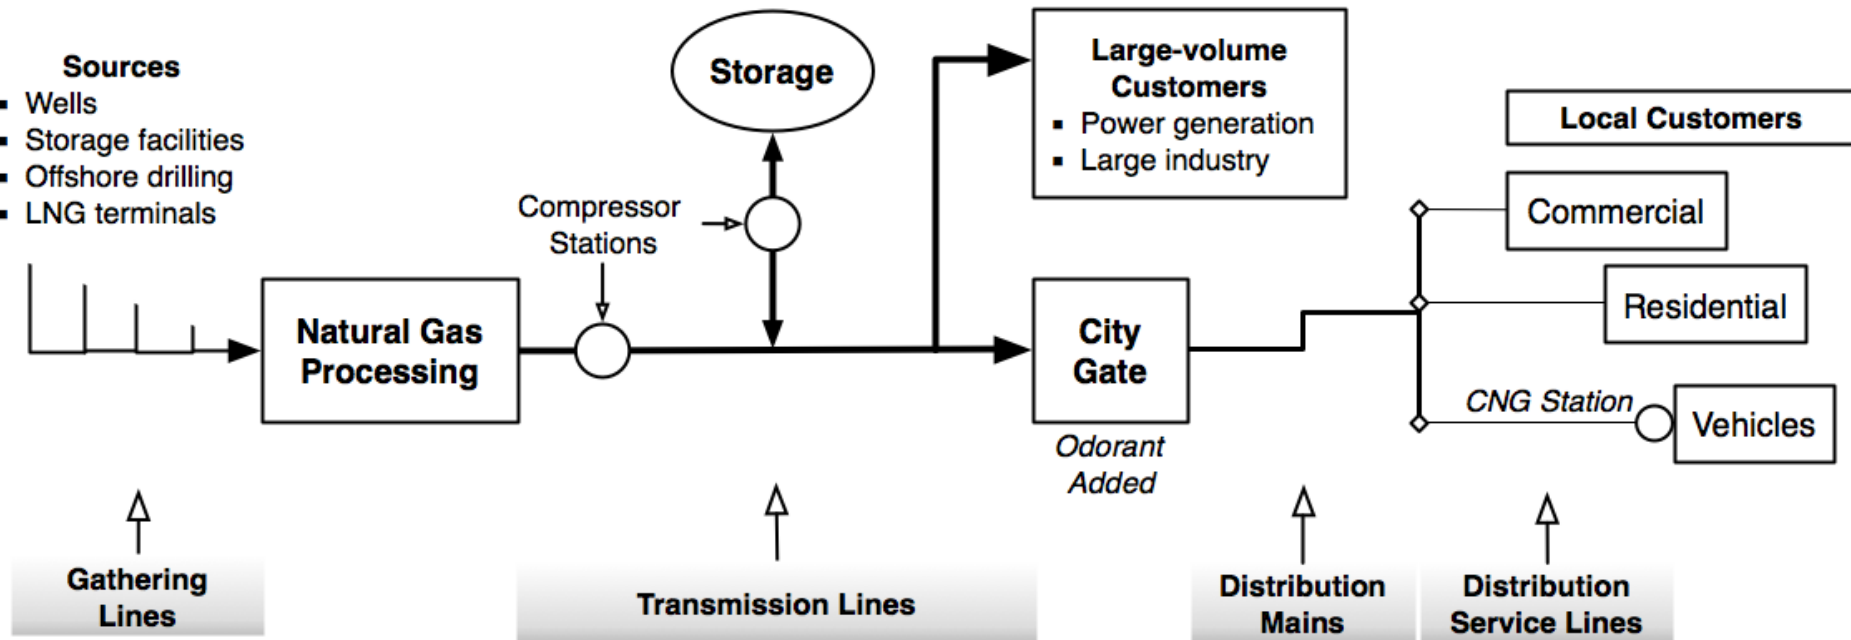 Sources
▪ Wells
▪ Storage facilities
▪ Offshore drilling
▪ LNG terminals
Storage
Compressor
Stations
Large-volume
Customers
▪ Power generation
▪ Large industry
Local Customers
Commercial
Residential
CNG Station
Vehicles
Natural Gas
Processing
City
Gate
Odorant
Added
Gathering
Lines
Transmission Lines
Distribution
Mains
Distribution
Service Lines